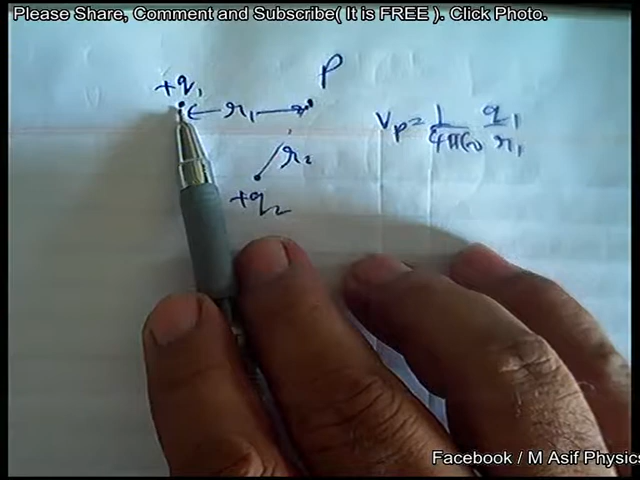 Please Share, Comment and Subscribe( It is FREE ). Click Photo.
P
+q₁
r₁
Vₚ = 1/4πε₀ q₁/r₁
r₂
+q₂
Facebook / M Asif Physics